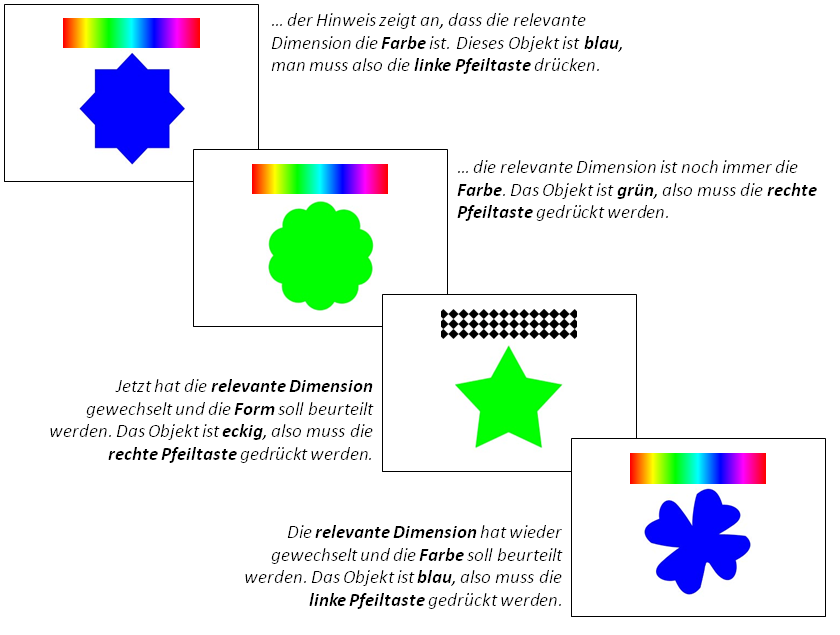 ... der Hinweis zeigt an, dass die relevante
Dimension die Farbe ist. Dieses Objekt ist blau,
man muss also die linke Pfeiltaste drücken.
... die relevante Dimension ist noch immer die
Farbe. Das Objekt ist grün, also muss die rechte
Pfeiltaste gedrückt werden.
Jetzt hat die relevante Dimension
gewechselt und die Form soll beurteilt
werden. Das Objekt ist eckig, also muss die
rechte Pfeiltaste gedrückt werden.
Die relevante Dimension hat wieder
gewechselt und die Farbe soll beurteilt
werden. Das Objekt ist blau, also muss die
linke Pfeiltaste gedrückt werden.